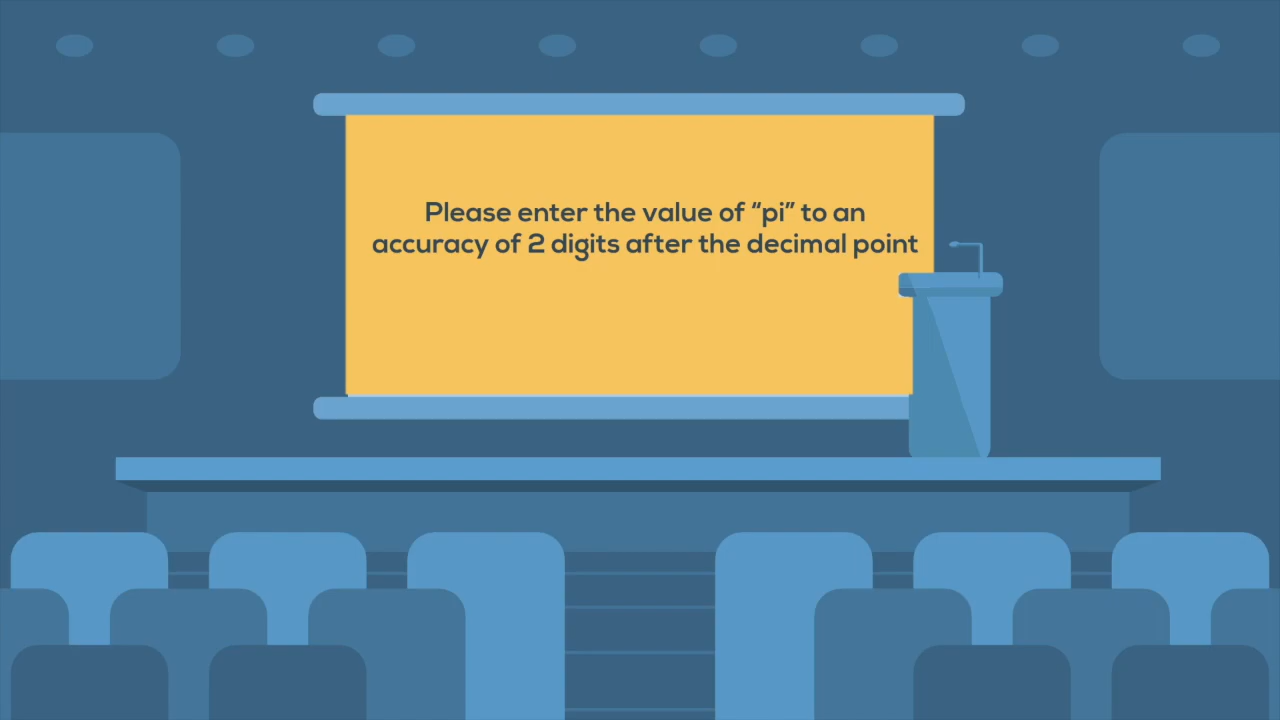 Please enter the value of “pi” to an
accuracy of 2 digits after the decimal point